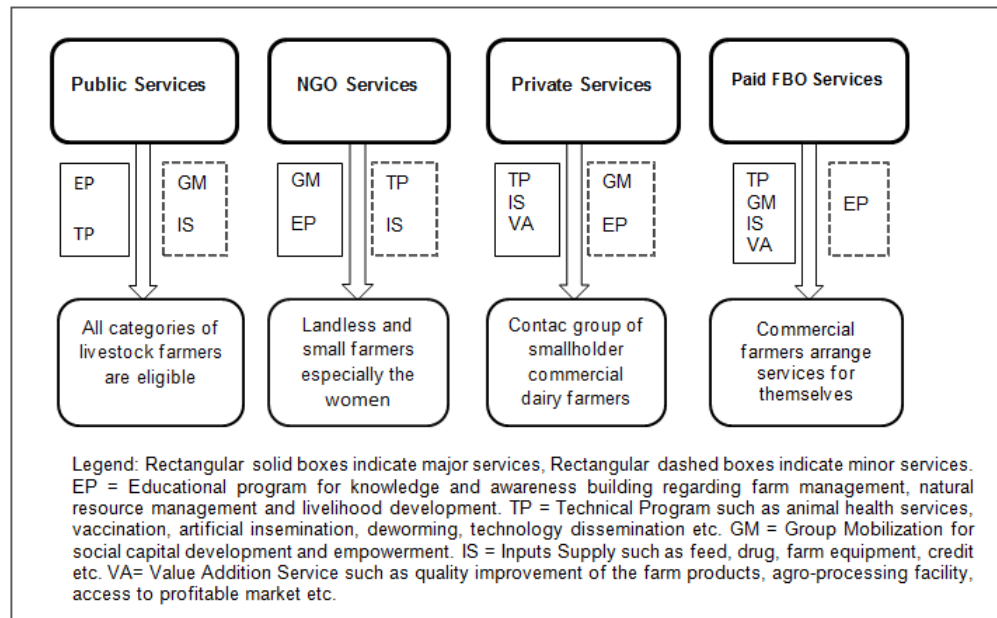 Public Services
NGO Services
Private Services
Paid FBO Services
EP
TP
GM
IS
GM
EP
TP
IS
TP
IS
VA
GM
EP
TP
GM
IS
VA
EP
All categories of
livestock farmers
are eligible
Landless and
small farmers
especially the
women
Contac group of
smallholder
commercial
dairy farmers
Commercial
farmers arrange
services for
themselves
Legend: Rectangular solid boxes indicate major services, Rectangular dashed boxes indicate minor services.
EP = Educational program for knowledge and awareness building regarding farm management, natural
resource management and livelihood development. TP = Technical Program such as animal health services,
vaccination, artificial insemination, deworming, technology dissemination etc. GM = Group Mobilization for
social capital development and empowerment. IS = Inputs Supply such as feed, drug, farm equipment, credit
etc. VA= Value Addition Service such as quality improvement of the farm products, agro-processing facility,
access to profitable market etc.